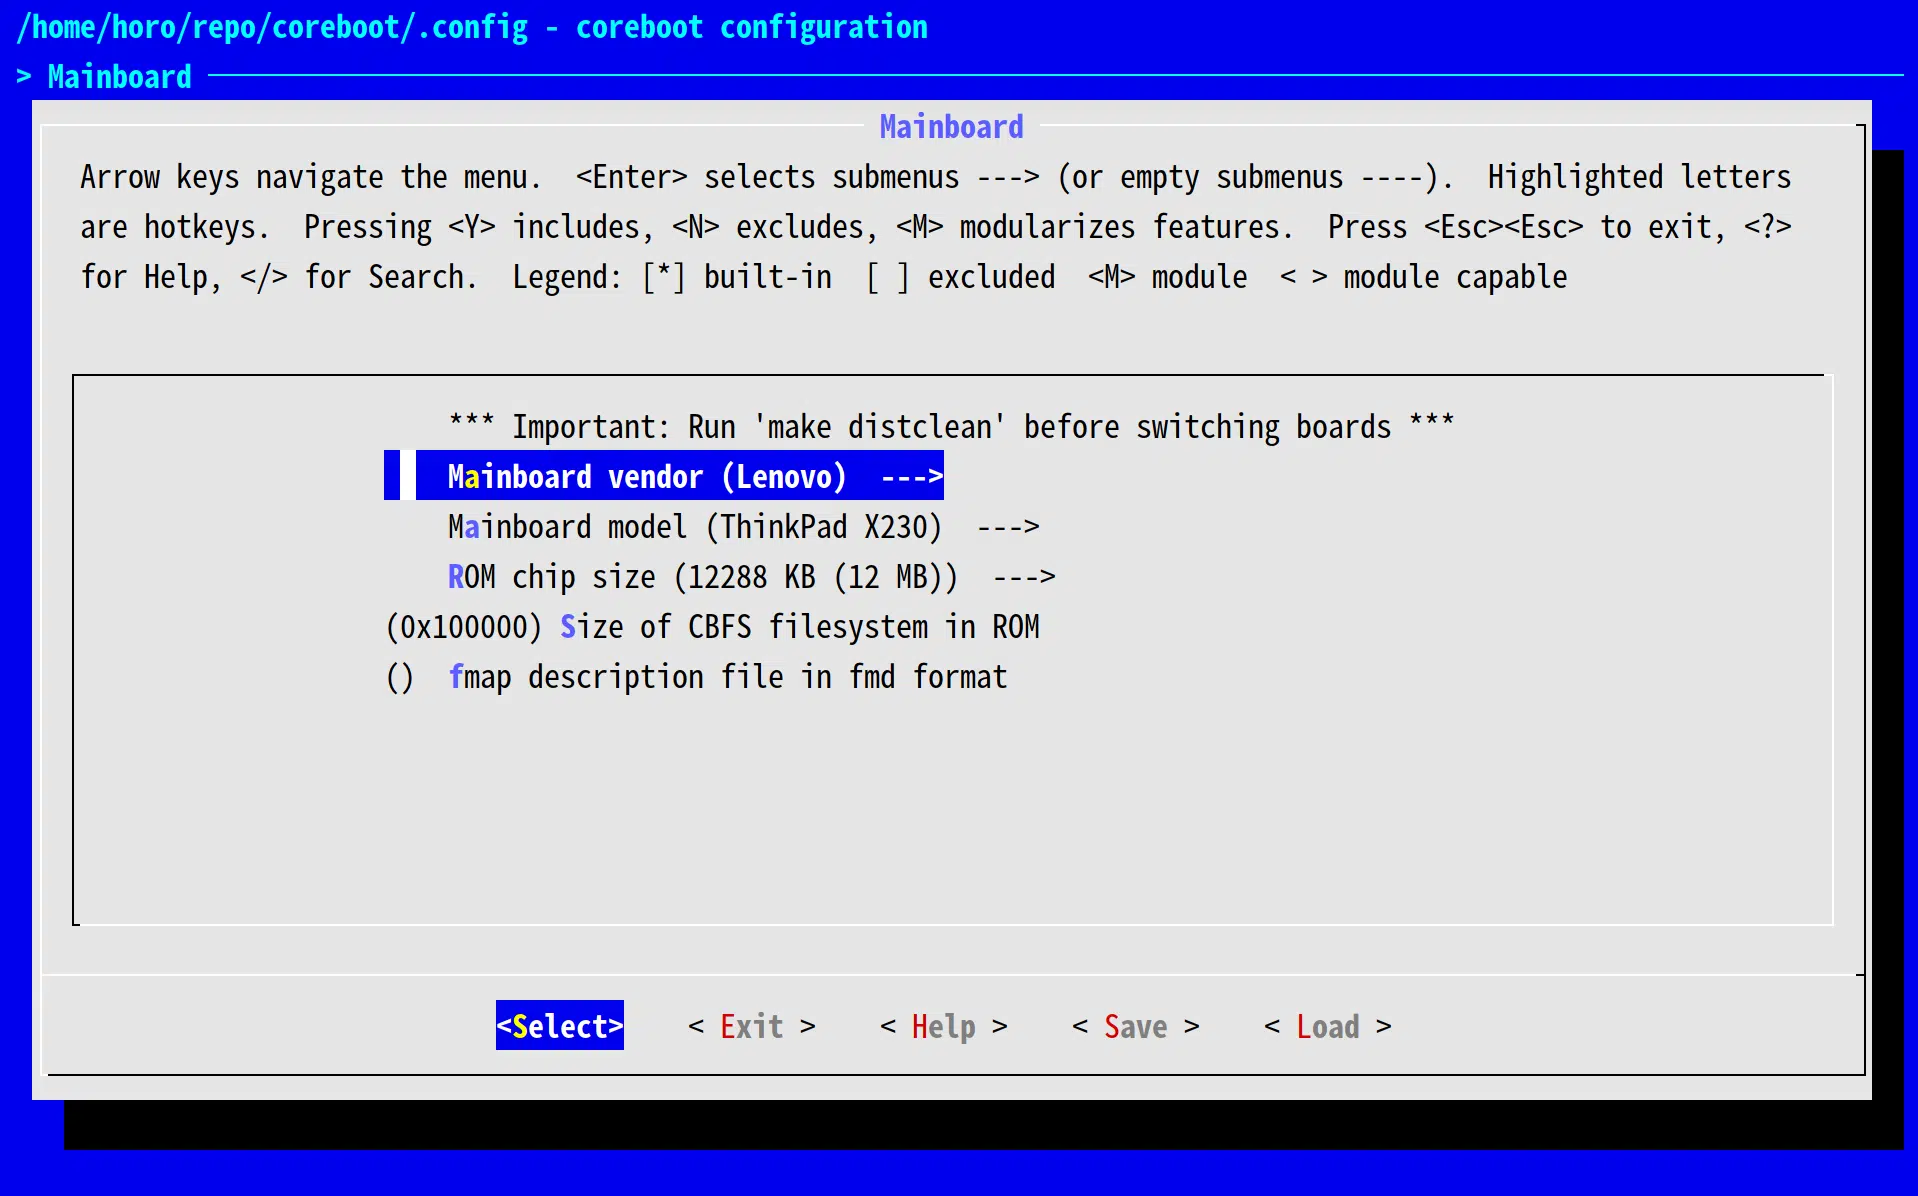 /home/horo/repo/coreboot/.config - coreboot configuration
> Mainboard
Mainboard
Arrow keys navigate the menu.  <Enter> selects submenus ---> (or empty submenus ----).  Highlighted letters
are hotkeys.  Pressing <Y> includes, <N> excludes, <M> modularizes features.  Press <Esc><Esc> to exit, <?>
for Help, </> for Search.  Legend: [*] built-in  [ ] excluded  <M> module  < > module capable
*** Important: Run 'make distclean' before switching boards ***
Mainboard vendor (Lenovo)  --->
Mainboard model (ThinkPad X230)  --->
ROM chip size (12288 KB (12 MB))  --->
(0x100000) Size of CBFS filesystem in ROM
()  fmap description file in fmd format
<Select>    < Exit >    < Help >    < Save >    < Load >